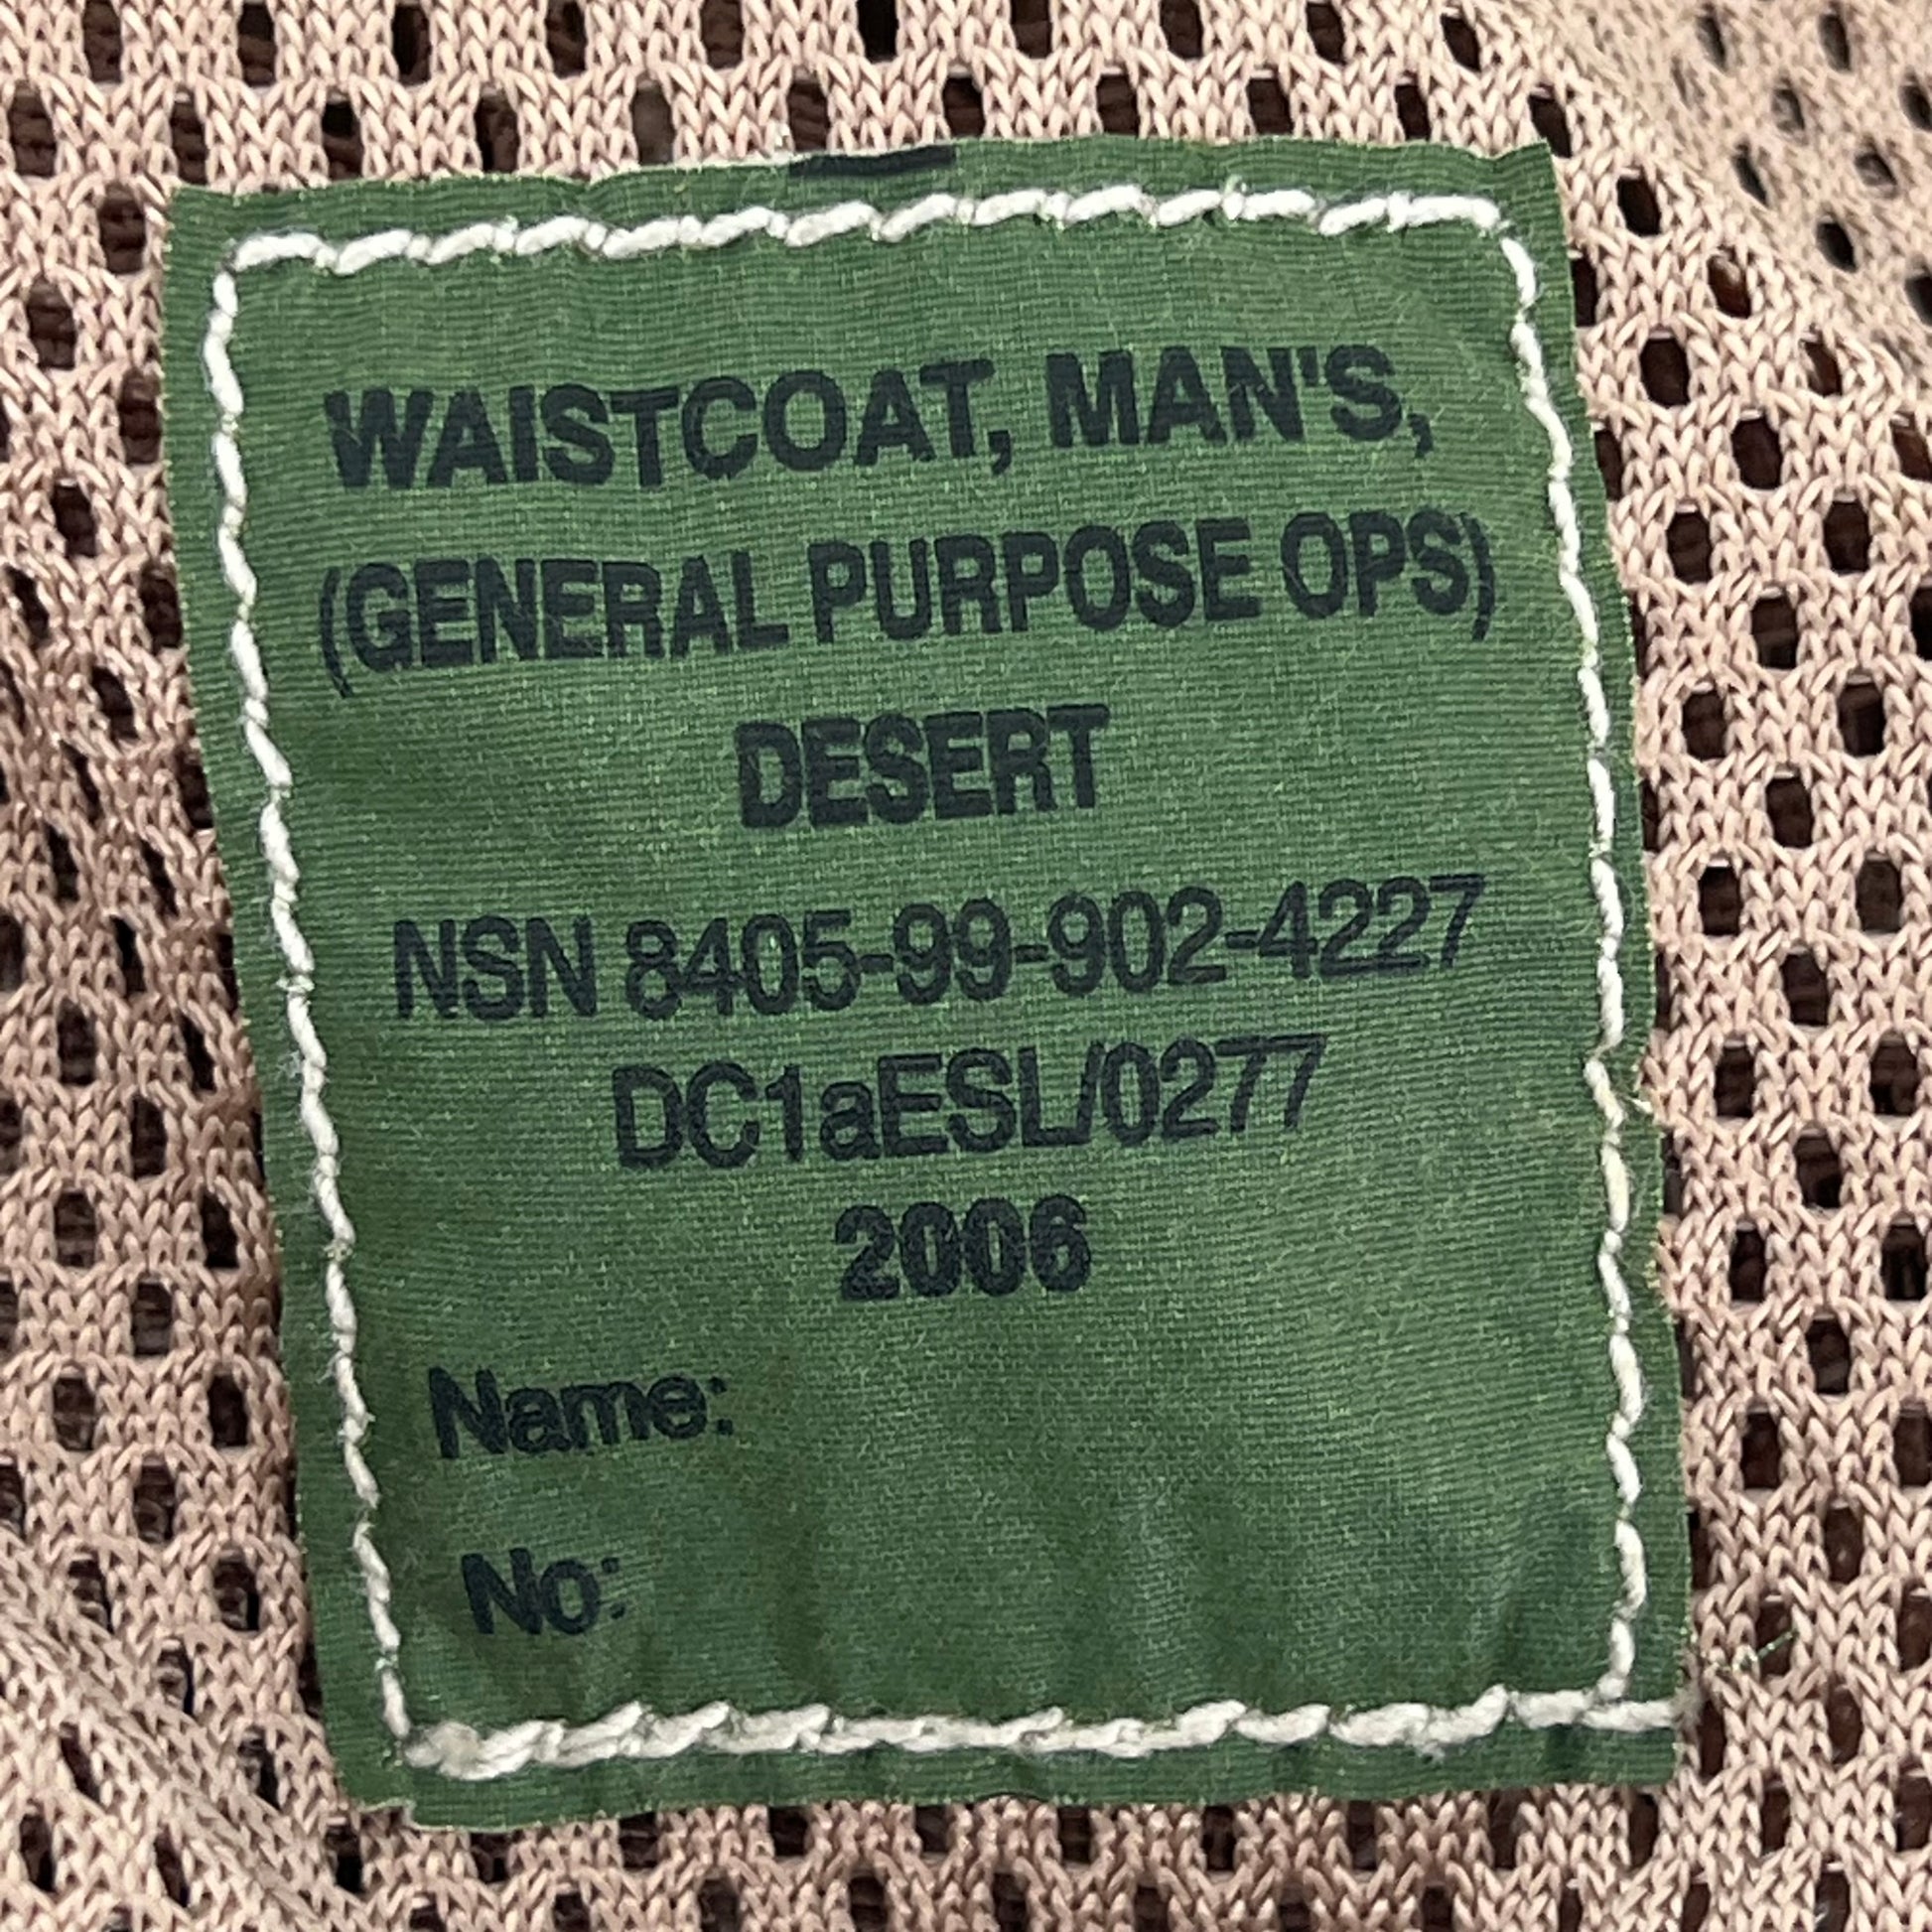 WAISTCOAT, MAN'S,
(GENERAL PURPOSE OPS)
DESERT
NSN 8405-99-902-4227
DC1aESL/0277
2006
Name:
No: